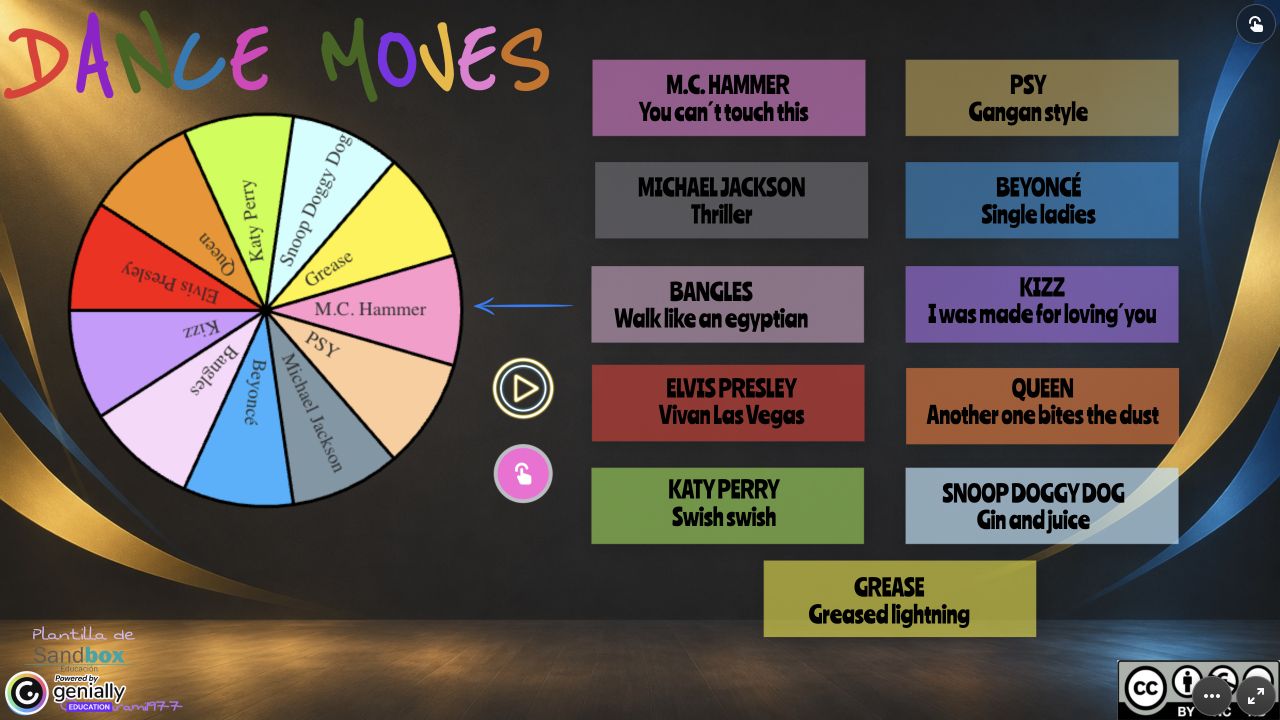 DANCE MOVES
M.C. HAMMER
You can´t touch this
PSY
Gangan style
MICHAEL JACKSON
Thriller
BEYONCÉ
Single ladies
BANGLES
Walk like an egyptian
KIZZ
I was made for loving´you
ELVIS PRESLEY
Vivan Las Vegas
QUEEN
Another one bites the dust
KATY PERRY
Swish swish
SNOOP DOGGY DOG
Gin and juice
GREASE
Greased lightning
Katy Perry
Snoop Doggy Dog
Grease
M.C. Hammer
PSY
Michael Jackson
Beyoncé
Bangles
Kizz
Elvis Presley
Queen
Plantilla de
Sandbox
Educación
Powered by
genially
EDUCATION
cc
BY